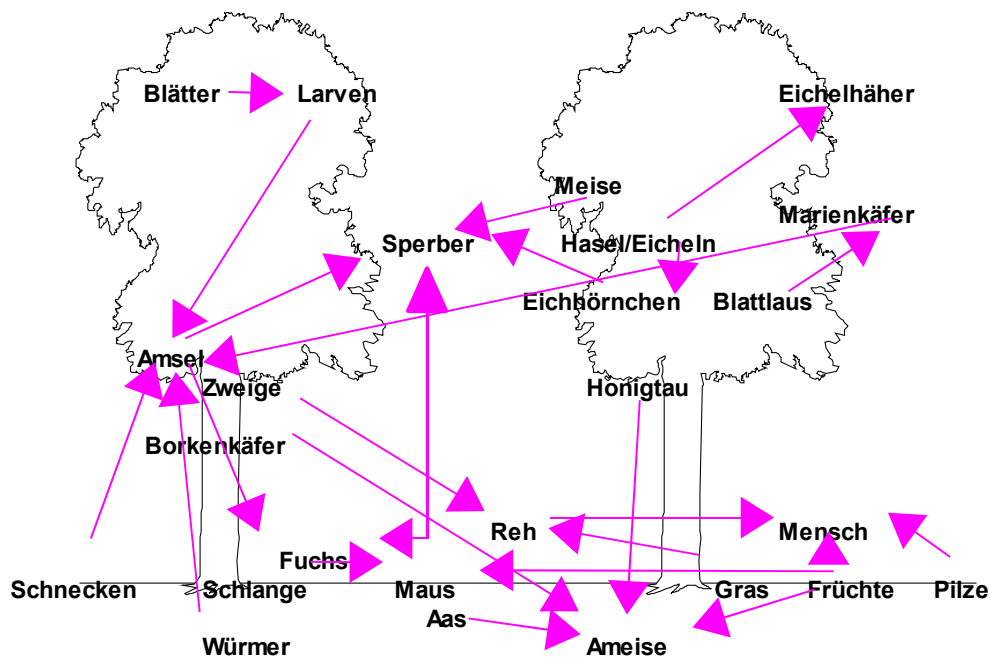 Blätter
Larven
Eichelhäher
Meise
Marienkäfer
Sperber
Hasel/Eicheln
Eichhörnchen
Blattlaus
Amsel
Zweige
Honigtau
Borkenkäfer
Reh
Mensch
Fuchs
Schnecken
Schlange
Maus
Gras
Früchte
Pilze
Aas
Würmer
Ameise